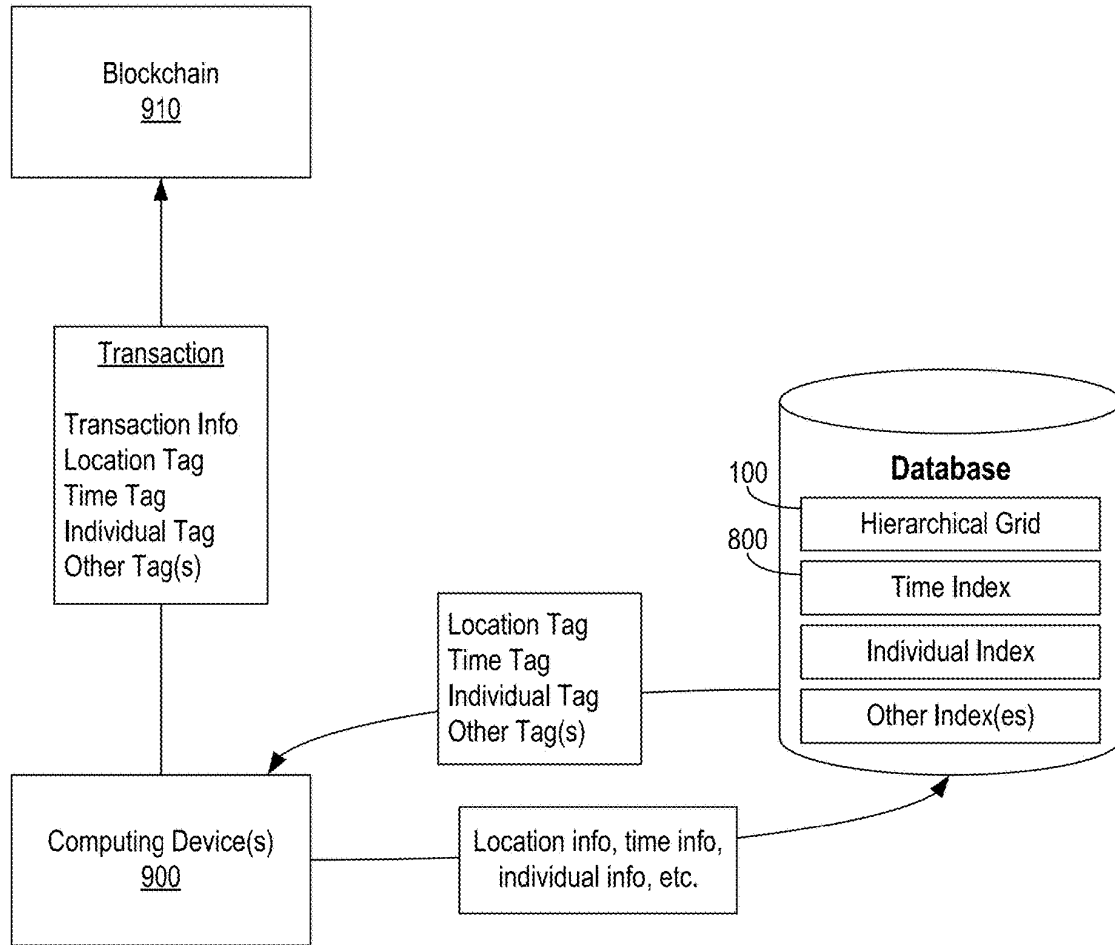 Blockchain
910
Transaction
Transaction Info
Location Tag
Time Tag
Individual Tag
Other Tag(s)
Database
100
Hierarchical Grid
800
Time Index
Individual Index
Other Index(es)
Location Tag
Time Tag
Individual Tag
Other Tag(s)
Computing Device(s)
900
Location info, time info,
individual info, etc.